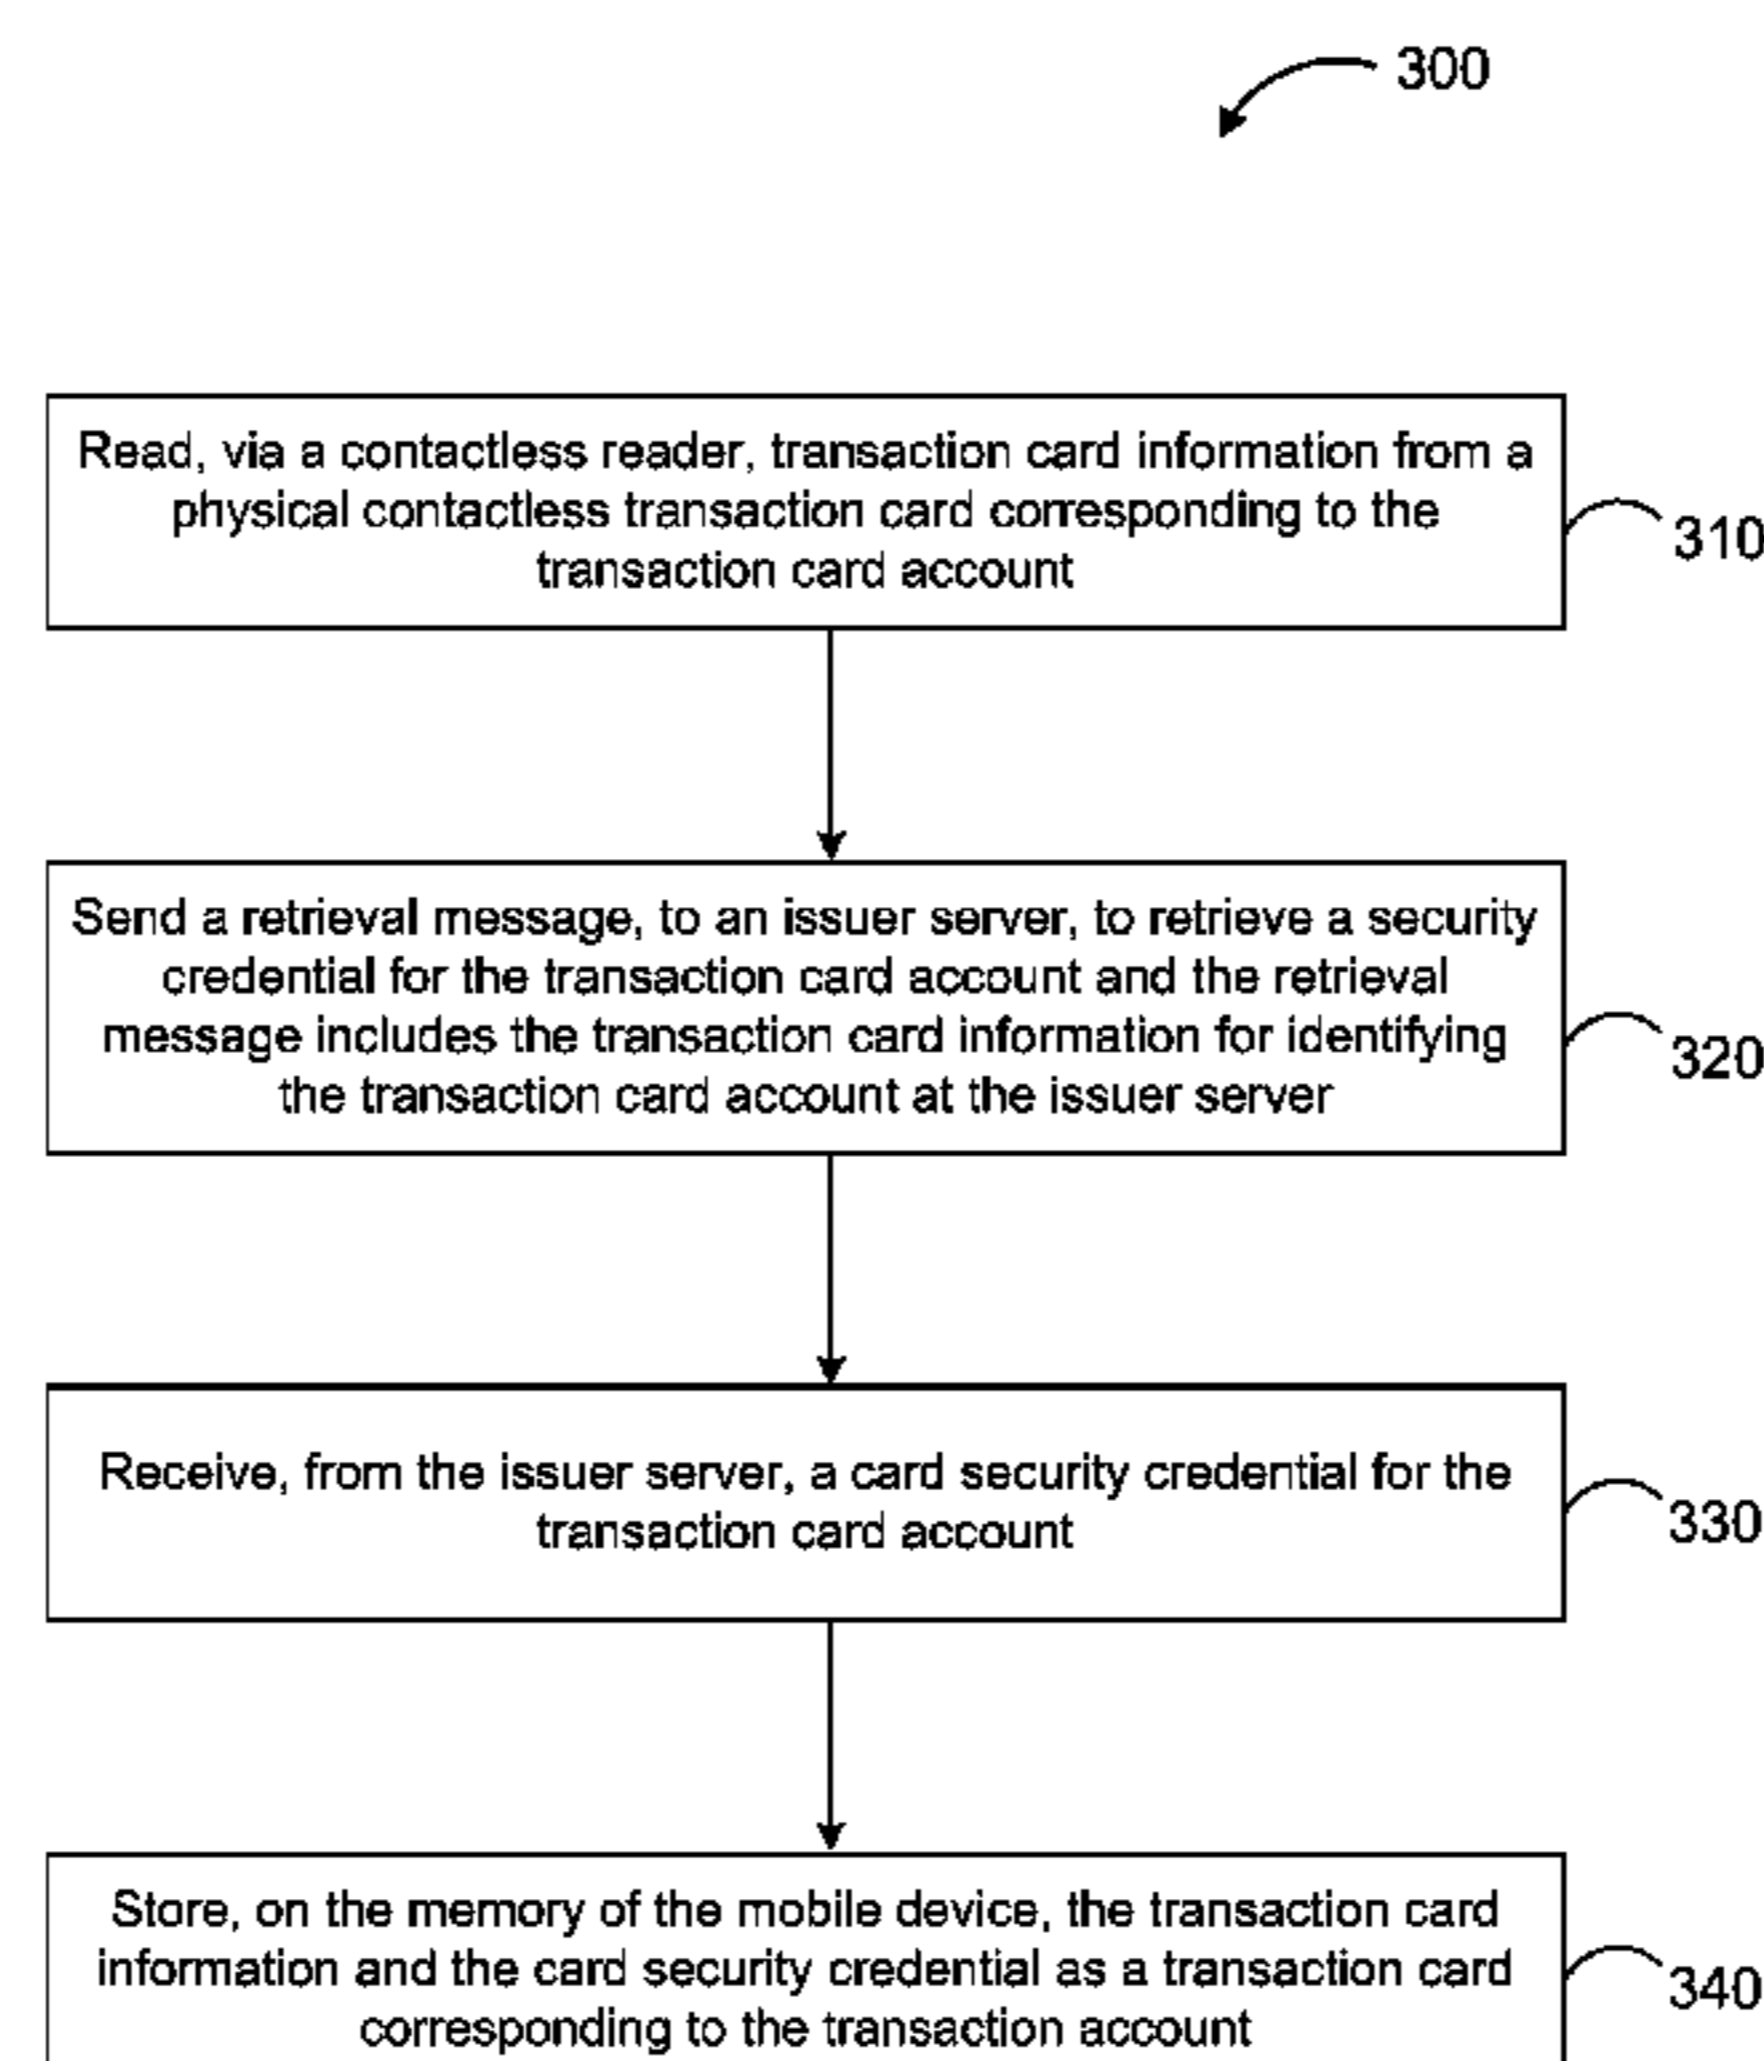 300
Read, via a contactless reader, transaction card information from a
physical contactless transaction card corresponding to the
transaction card account
310
Send a retrieval message, to an issuer server, to retrieve a security
credential for the transaction card account and the retrieval
message includes the transaction card information for identifying
the transaction card account at the issuer server
320
Receive, from the issuer server, a card security credential for the
transaction card account
330
Store, on the memory of the mobile device, the transaction card
information and the card security credential as a transaction card
corresponding to the transaction account
340